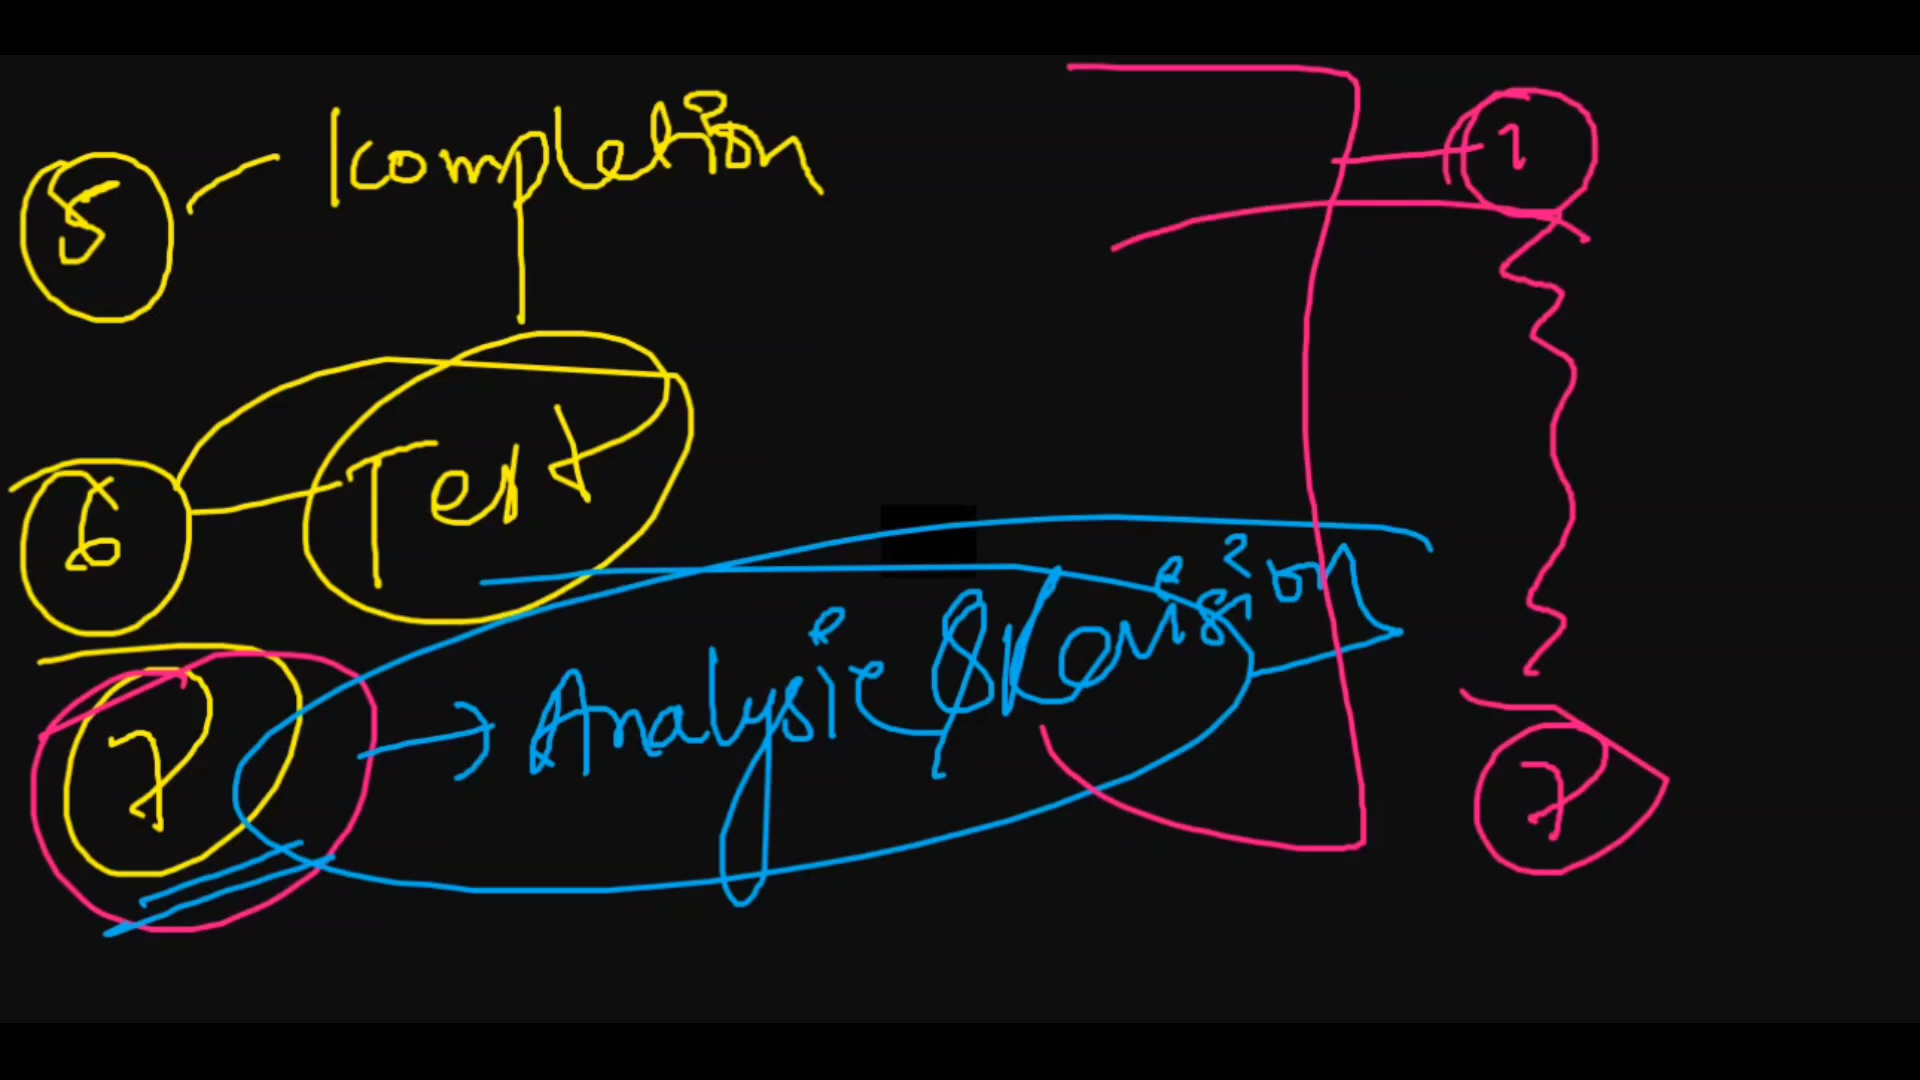 5 - Completion
1
6 - Test
7 → Analysis & Revision
7